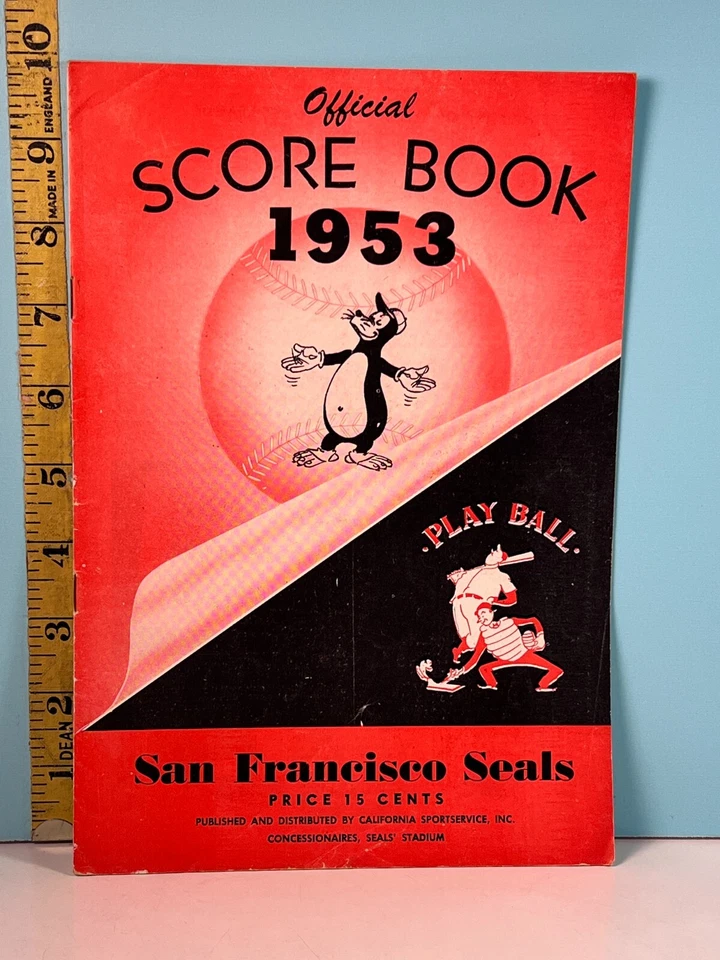 Official
SCORE BOOK
1953
· PLAY BALL ·
San Francisco Seals
PRICE 15 CENTS
PUBLISHED AND DISTRIBUTED BY CALIFORNIA SPORTSERVICE, INC.
CONCESSIONAIRES, SEALS' STADIUM
10
9
8
7
6
5
4
3
2
1
MADE IN ENGLAND
DEAN